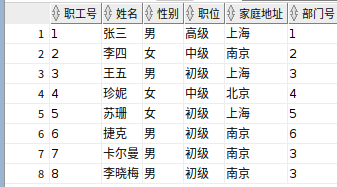 职工号 姓名 性别 职位 家庭地址 部门号
1 1 张三 男 高级 上海 1
2 2 李四 女 中级 南京 2
3 3 王五 男 初级 上海 3
4 4 珍妮 女 中级 北京 4
5 5 苏珊 女 初级 上海 5
6 6 捷克 男 初级 南京 6
7 7 卡尔曼 男 初级 南京 3
8 8 李晓梅 男 初级 南京 3